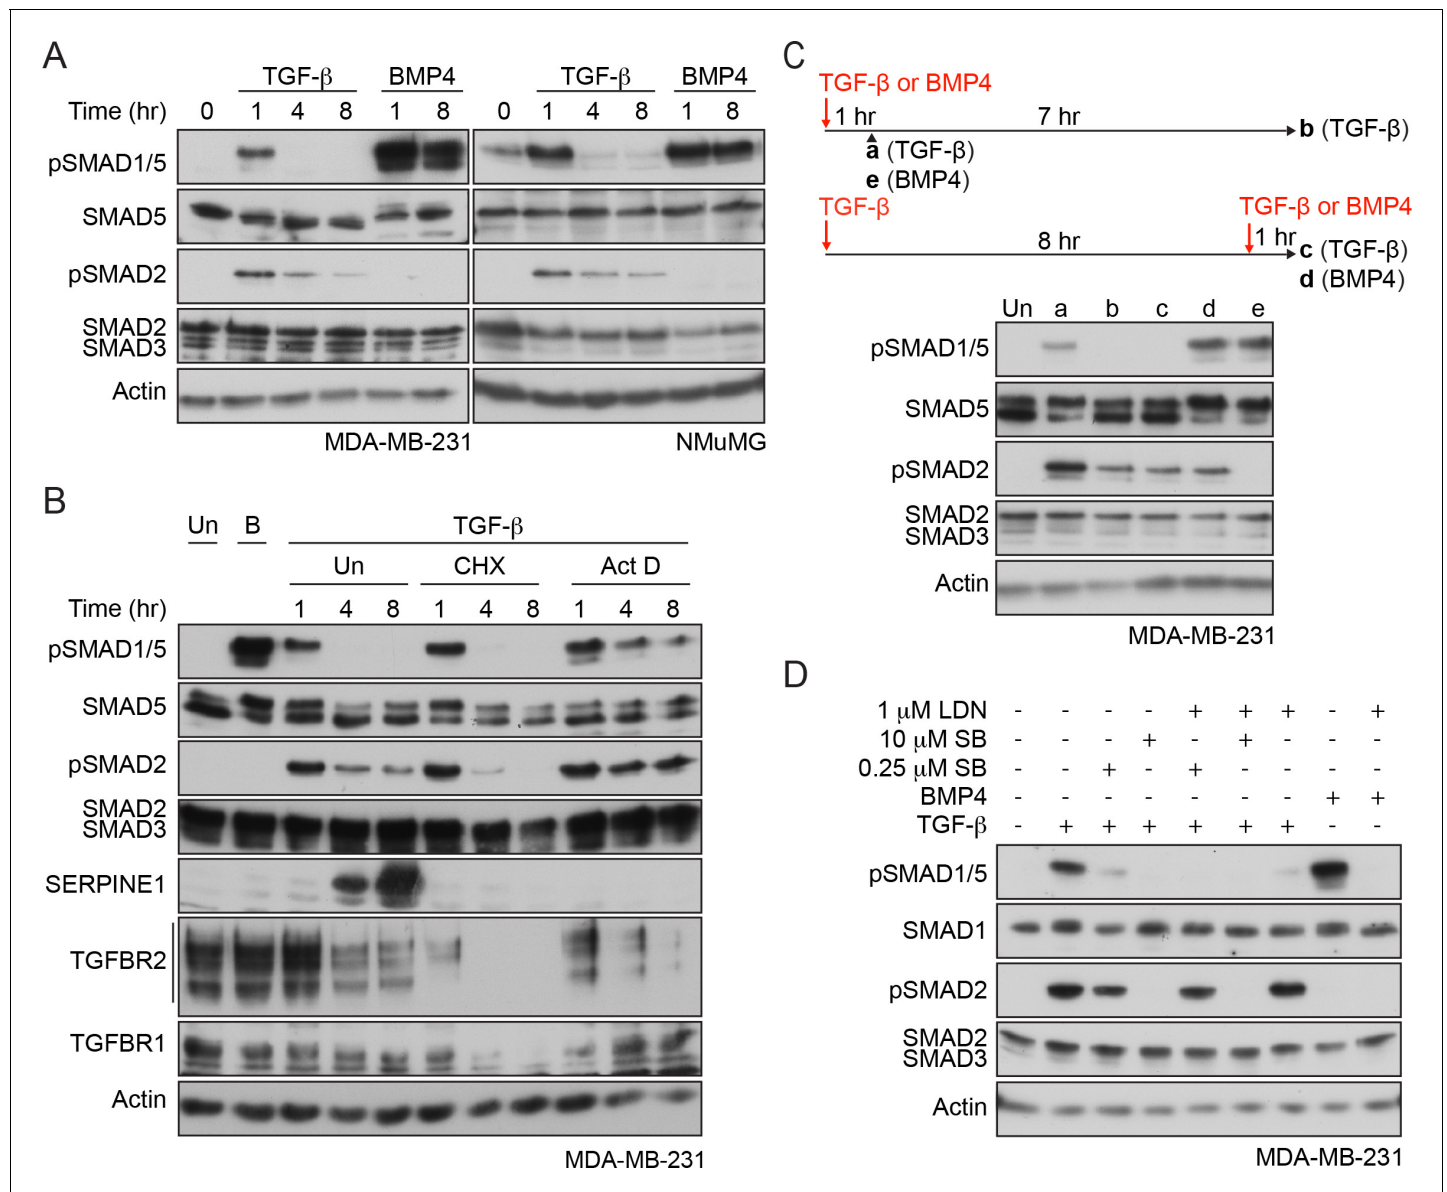 A
TGF-β BMP4 TGF-β BMP4
Time (hr) 0 1 4 8 1 8 0 1 4 8 1 8
pSMAD1/5
SMAD5
pSMAD2
SMAD2
SMAD3
Actin
MDA-MB-231 NMuMG
B
Un B TGF-β
Un CHX Act D
Time (hr) 1 4 8 1 4 8 1 4 8
pSMAD1/5
SMAD5
pSMAD2
SMAD2
SMAD3
SERPINE1
TGFBR2
TGFBR1
Actin
MDA-MB-231
C
TGF-β or BMP4
1 hr 7 hr b (TGF-β)
a (TGF-β)
e (BMP4)
TGF-β TGF-β or BMP4
8 hr 1 hr c (TGF-β)
d (BMP4)
Un a b c d e
pSMAD1/5
SMAD5
pSMAD2
SMAD2
SMAD3
Actin
MDA-MB-231
D
1 μM LDN - - - - + + + - +
10 μM SB - - - + - + - - -
0.25 μM SB - - + - + - - - -
BMP4 - - - - - - - + +
TGF-β - + + + + + + - -
pSMAD1/5
SMAD1
pSMAD2
SMAD2
SMAD3
Actin
MDA-MB-231